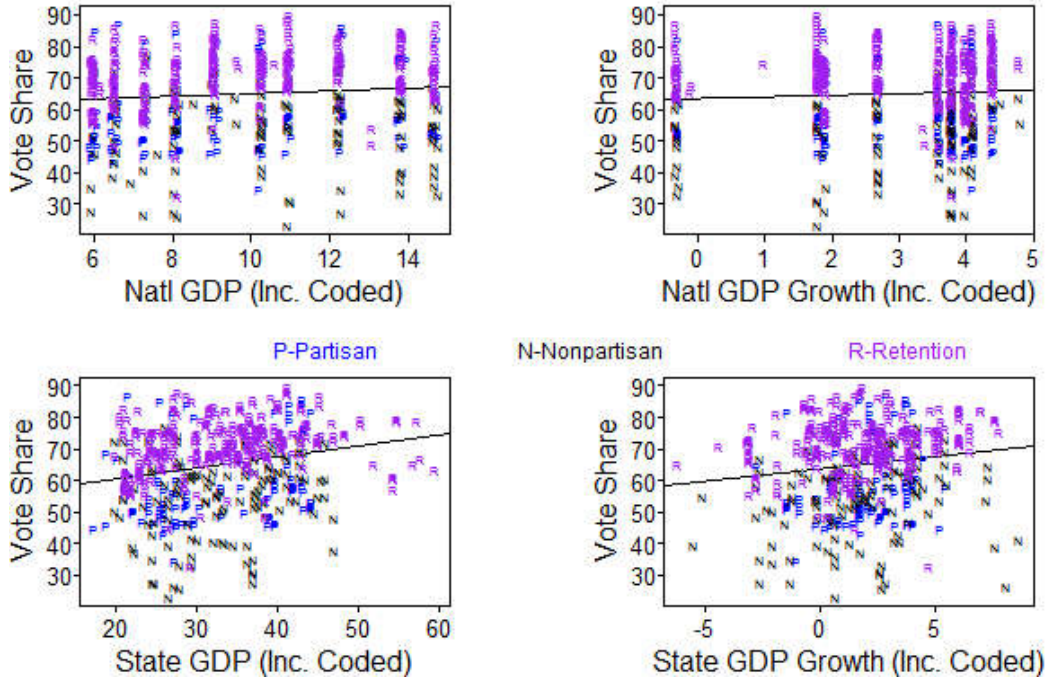 90
80
70
60
50
40
30
Vote Share
6 8 10 12 14
Natl GDP (Inc. Coded)
90
80
70
60
50
40
30
Vote Share
0 1 2 3 4 5
Natl GDP Growth (Inc. Coded)
P-Partisan N-Nonpartisan R-Retention
90
80
70
60
50
40
30
Vote Share
20 30 40 50 60
State GDP (Inc. Coded)
90
80
70
60
50
40
30
Vote Share
-5 0 5
State GDP Growth (Inc. Coded)